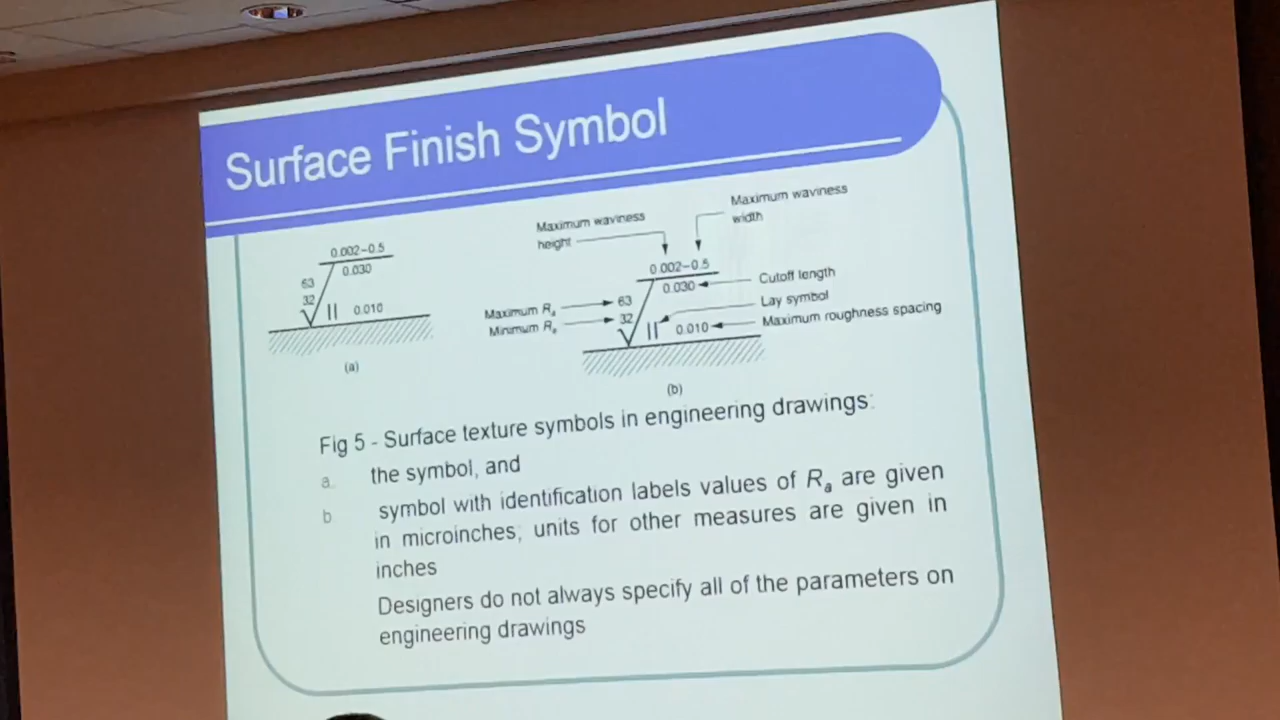 Surface Finish Symbol
0.002–0.5
0.030
63
32
0.010
(a)
Maximum waviness
height
Maximum waviness
width
0.002–0.5
0.030
Cutoff length
Lay symbol
Maximum roughness spacing
Maximum Ra
Minimum Ra
63
32
0.010
(b)
Fig 5 - Surface texture symbols in engineering drawings:
a. the symbol, and
b symbol with identification labels values of Ra are given
in microinches; units for other measures are given in
inches
Designers do not always specify all of the parameters on
engineering drawings